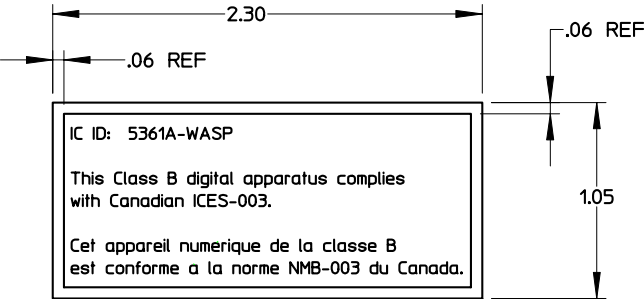 2.30
.06 REF
.06 REF
IC ID: 5361A-WASP
This Class B digital apparatus complies
with Canadian ICES-003.
1.05
Cet appareil numerique de la classe B
est conforme a la norme NMB-003 du Canada.